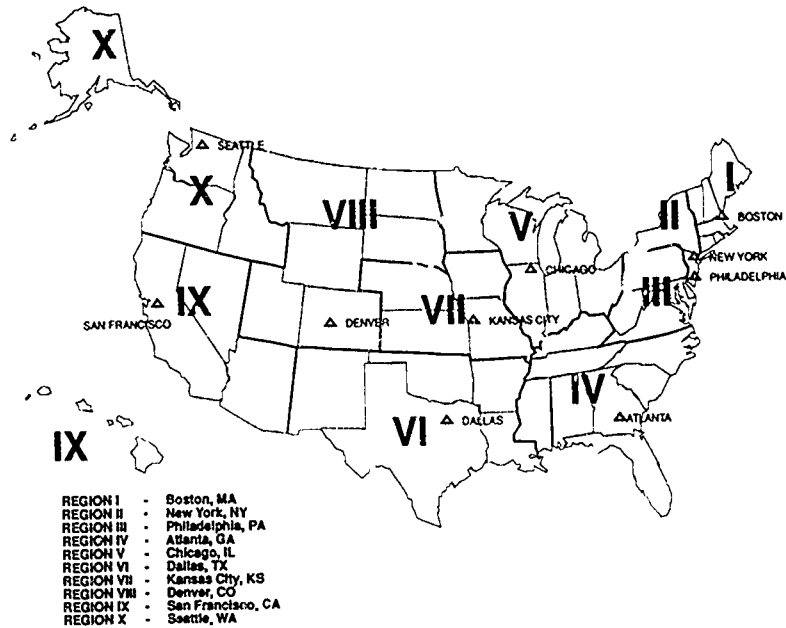 X
△ SEATTLE
X
VIII
V
I
II
△ BOSTON
△ NEW YORK
△ PHILADELPHIA
△ CHICAGO
III
IX
△ SAN FRANCISCO
△ DENVER
VII
△ KANSAS CITY
IV
△ ATLANTA
VI
△ DALLAS
IX
REGION I - Boston, MA
REGION II - New York, NY
REGION III - Philadelphia, PA
REGION IV - Atlanta, GA
REGION V - Chicago, IL
REGION VI - Dallas, TX
REGION VII - Kansas City, KS
REGION VIII - Denver, CO
REGION IX - San Francisco, CA
REGION X - Seattle, WA